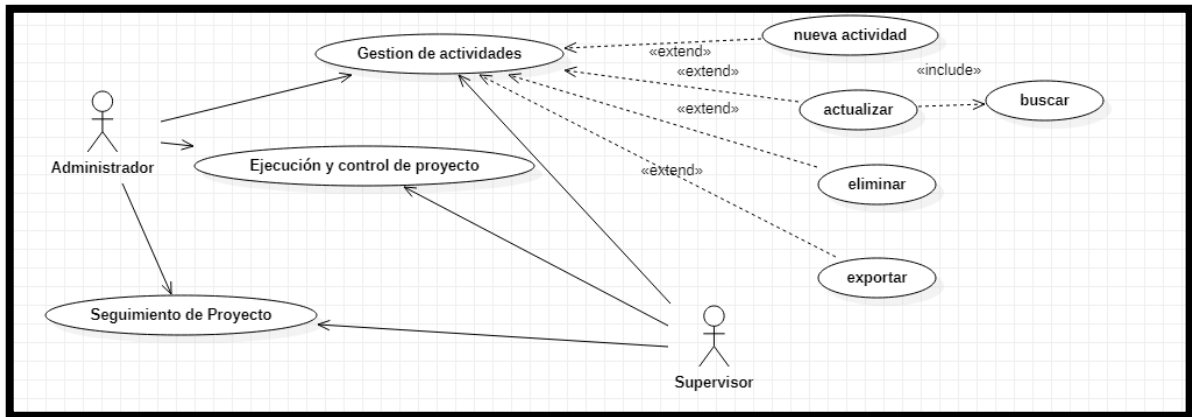 nueva actividad
Gestion de actividades
«extend»
«extend»
«include»
buscar
actualizar
«extend»
Administrador
Ejecución y control de proyecto
«extend»
eliminar
exportar
Seguimiento de Proyecto
Supervisor